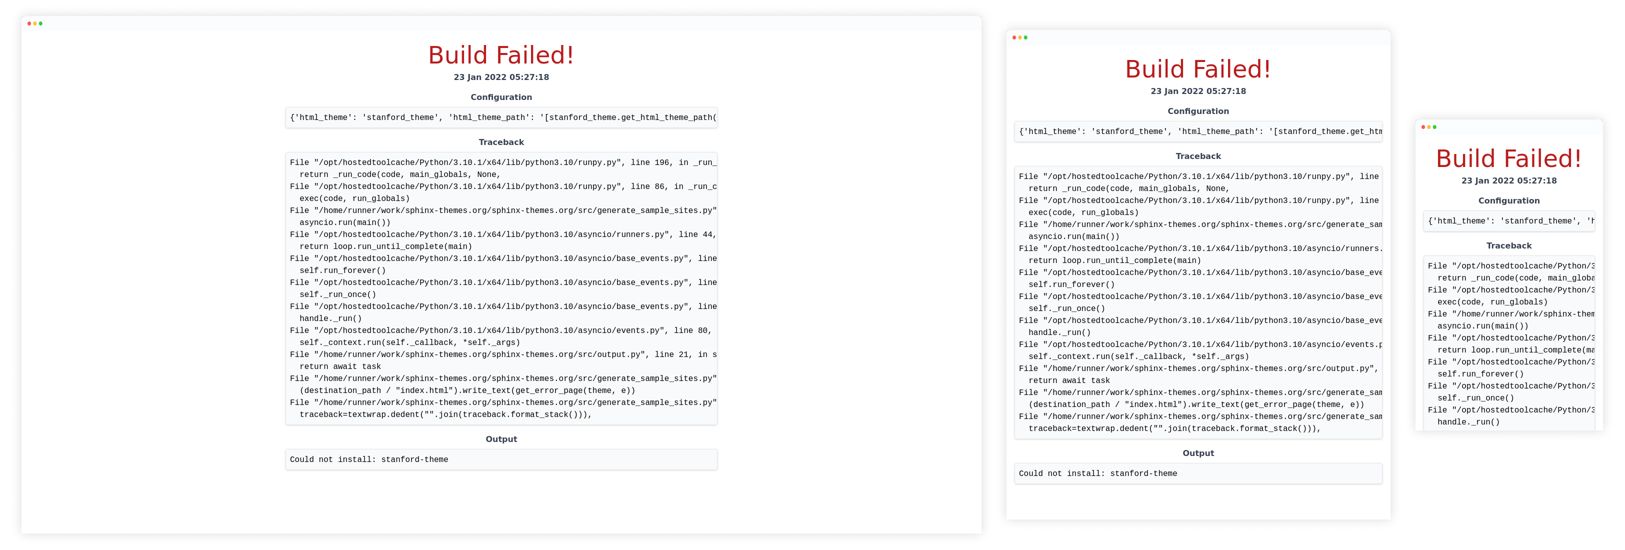 Build Failed!
23 Jan 2022 05:27:18
Configuration
{'html_theme': 'stanford_theme', 'html_theme_path': '[stanford_theme.get_html_theme_path(
Traceback
File "/opt/hostedtoolcache/Python/3.10.1/x64/lib/python3.10/runpy.py", line 196, in _run_
return _run_code(code, main_globals, None,
File "/opt/hostedtoolcache/Python/3.10.1/x64/lib/python3.10/runpy.py", line 86, in _run_c
exec(code, run_globals)
File "/home/runner/work/sphinx-themes.org/sphinx-themes.org/src/generate_sample_sites.py"
asyncio.run(main())
File "/opt/hostedtoolcache/Python/3.10.1/x64/lib/python3.10/asyncio/runners.py", line 44,
return loop.run_until_complete(main)
File "/opt/hostedtoolcache/Python/3.10.1/x64/lib/python3.10/asyncio/base_events.py", line
self.run_forever()
File "/opt/hostedtoolcache/Python/3.10.1/x64/lib/python3.10/asyncio/base_events.py", line
self._run_once()
File "/opt/hostedtoolcache/Python/3.10.1/x64/lib/python3.10/asyncio/base_events.py", line
handle._run()
File "/opt/hostedtoolcache/Python/3.10.1/x64/lib/python3.10/asyncio/events.py", line 80,
self._context.run(self._callback, *self._args)
File "/home/runner/work/sphinx-themes.org/sphinx-themes.org/src/output.py", line 21, in s
return await task
File "/home/runner/work/sphinx-themes.org/sphinx-themes.org/src/generate_sample_sites.py"
(destination_path / "index.html").write_text(get_error_page(theme, e))
File "/home/runner/work/sphinx-themes.org/sphinx-themes.org/src/generate_sample_sites.py"
traceback=textwrap.dedent("".join(traceback.format_stack())),
Output
Could not install: stanford-theme
Build Failed!
23 Jan 2022 05:27:18
Configuration
{'html_theme': 'stanford_theme', 'html_theme_path': '[stanford_theme.get_htm
Traceback
File "/opt/hostedtoolcache/Python/3.10.1/x64/lib/python3.10/runpy.py", line
return _run_code(code, main_globals, None,
File "/opt/hostedtoolcache/Python/3.10.1/x64/lib/python3.10/runpy.py", line
exec(code, run_globals)
File "/home/runner/work/sphinx-themes.org/sphinx-themes.org/src/generate_sam
asyncio.run(main())
File "/opt/hostedtoolcache/Python/3.10.1/x64/lib/python3.10/asyncio/runners.
return loop.run_until_complete(main)
File "/opt/hostedtoolcache/Python/3.10.1/x64/lib/python3.10/asyncio/base_eve
self.run_forever()
File "/opt/hostedtoolcache/Python/3.10.1/x64/lib/python3.10/asyncio/base_eve
self._run_once()
File "/opt/hostedtoolcache/Python/3.10.1/x64/lib/python3.10/asyncio/base_eve
handle._run()
File "/opt/hostedtoolcache/Python/3.10.1/x64/lib/python3.10/asyncio/events.p
self._context.run(self._callback, *self._args)
File "/home/runner/work/sphinx-themes.org/sphinx-themes.org/src/output.py",
return await task
File "/home/runner/work/sphinx-themes.org/sphinx-themes.org/src/generate_sam
(destination_path / "index.html").write_text(get_error_page(theme, e))
File "/home/runner/work/sphinx-themes.org/sphinx-themes.org/src/generate_sam
traceback=textwrap.dedent("".join(traceback.format_stack())),
Output
Could not install: stanford-theme
Build Failed!
23 Jan 2022 05:27:18
Configuration
{'html_theme': 'stanford_theme', 'h
Traceback
File "/opt/hostedtoolcache/Python/3
return _run_code(code, main_globa
File "/opt/hostedtoolcache/Python/3
exec(code, run_globals)
File "/home/runner/work/sphinx-them
asyncio.run(main())
File "/opt/hostedtoolcache/Python/3
return loop.run_until_complete(ma
File "/opt/hostedtoolcache/Python/3
self.run_forever()
File "/opt/hostedtoolcache/Python/3
self._run_once()
File "/opt/hostedtoolcache/Python/3
handle._run()